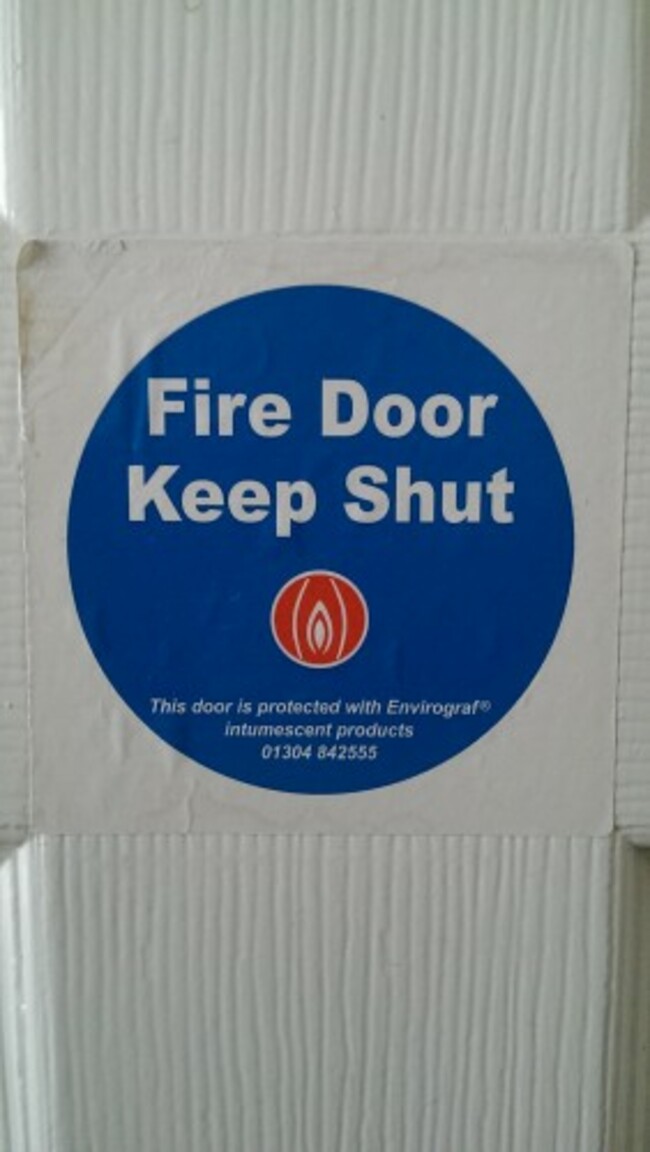 Fire Door
Keep Shut
This door is protected with Envirograf®
intumescent products
01304 842555